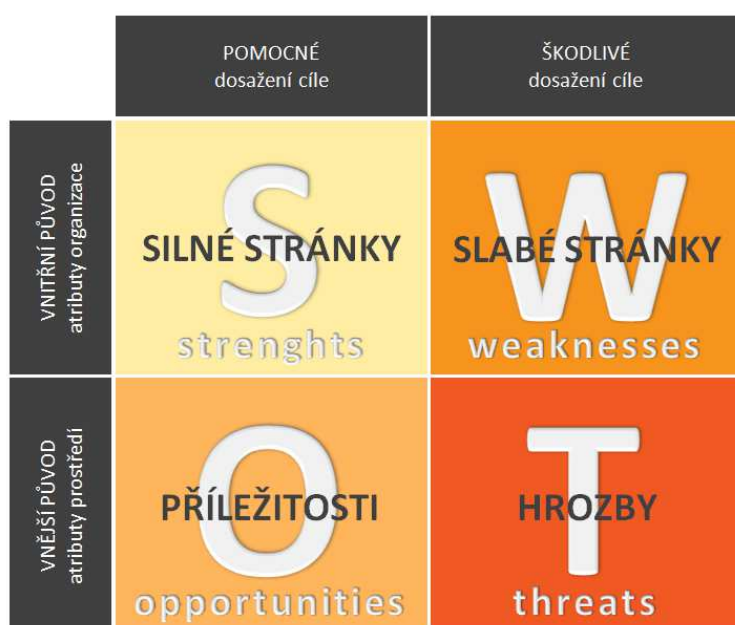 POMOCNÉ
dosažení cíle
ŠKODLIVÉ
dosažení cíle
VNITŘNÍ PŮVOD
atributy organizace
S
SILNÉ STRÁNKY
strenghts
W
SLABÉ STRÁNKY
weaknesses
VNĚJŠÍ PŮVOD
atributy prostředí
O
PŘÍLEŽITOSTI
opportunities
T
HROZBY
threats